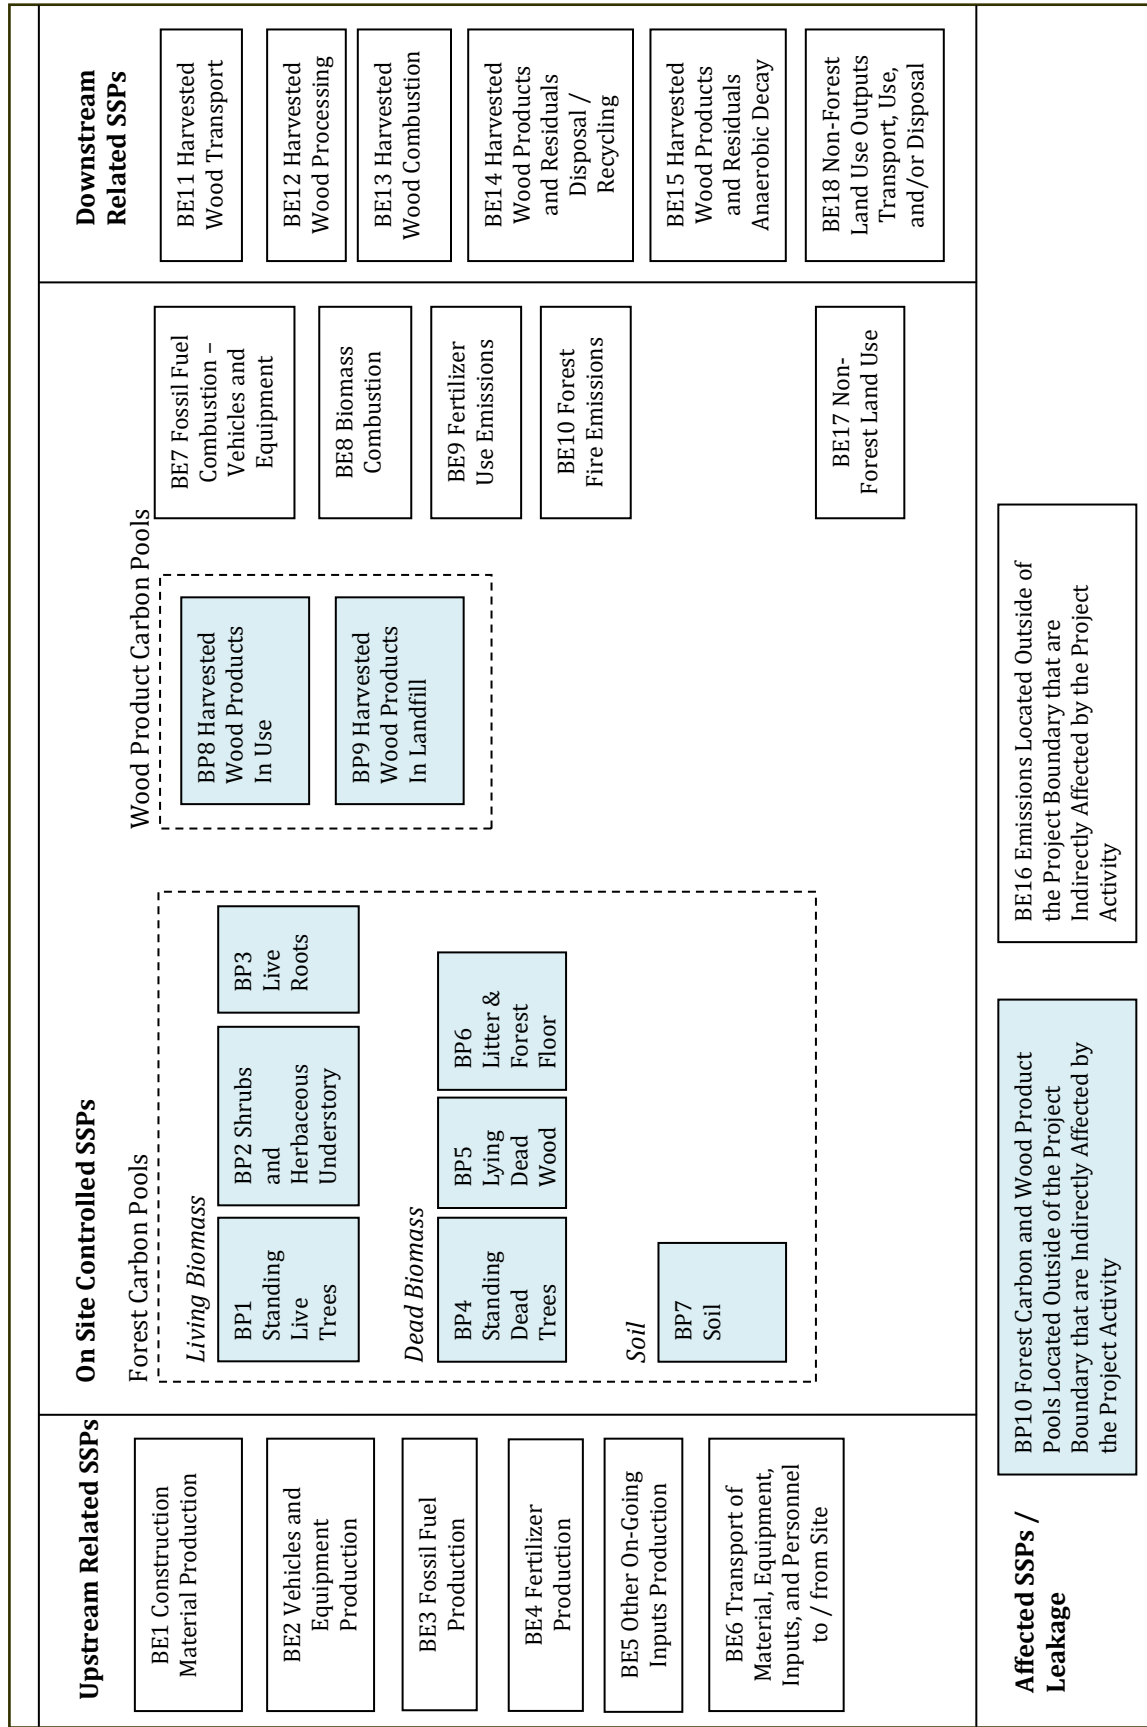 Upstream Related SSPs
BE1 Construction
Material Production
BE2 Vehicles and
Equipment
Production
BE3 Fossil Fuel
Production
BE4 Fertilizer
Production
BE5 Other On-Going
Inputs Production
BE6 Transport of
Material, Equipment,
Inputs, and Personnel
to / from Site
On Site Controlled SSPs
Forest Carbon Pools
Living Biomass
BP1
Standing
Live
Trees
BP2 Shrubs
and
Herbaceous
Understory
BP3
Live
Roots
Dead Biomass
BP4
Standing
Dead
Trees
BP5
Lying
Dead
Wood
BP6
Litter &
Forest
Floor
Soil
BP7
Soil
Wood Product Carbon Pools
BP8 Harvested
Wood Products
In Use
BP9 Harvested
Wood Products
In Landfill
BE7 Fossil Fuel
Combustion –
Vehicles and
Equipment
BE8 Biomass
Combustion
BE9 Fertilizer
Use Emissions
BE10 Forest
Fire Emissions
BE17 Non-
Forest Land Use
Downstream
Related SSPs
BE11 Harvested
Wood Transport
BE12 Harvested
Wood Processing
BE13 Harvested
Wood Combustion
BE14 Harvested
Wood Products
and Residuals
Disposal /
Recycling
BE15 Harvested
Wood Products
and Residuals
Anaerobic Decay
BE18 Non-Forest
Land Use Outputs
Transport, Use,
and/or Disposal
Affected SSPs /
Leakage
BP10 Forest Carbon and Wood Product
Pools Located Outside of the Project
Boundary that are Indirectly Affected by
the Project Activity
BE16 Emissions Located Outside of
the Project Boundary that are
Indirectly Affected by the Project
Activity